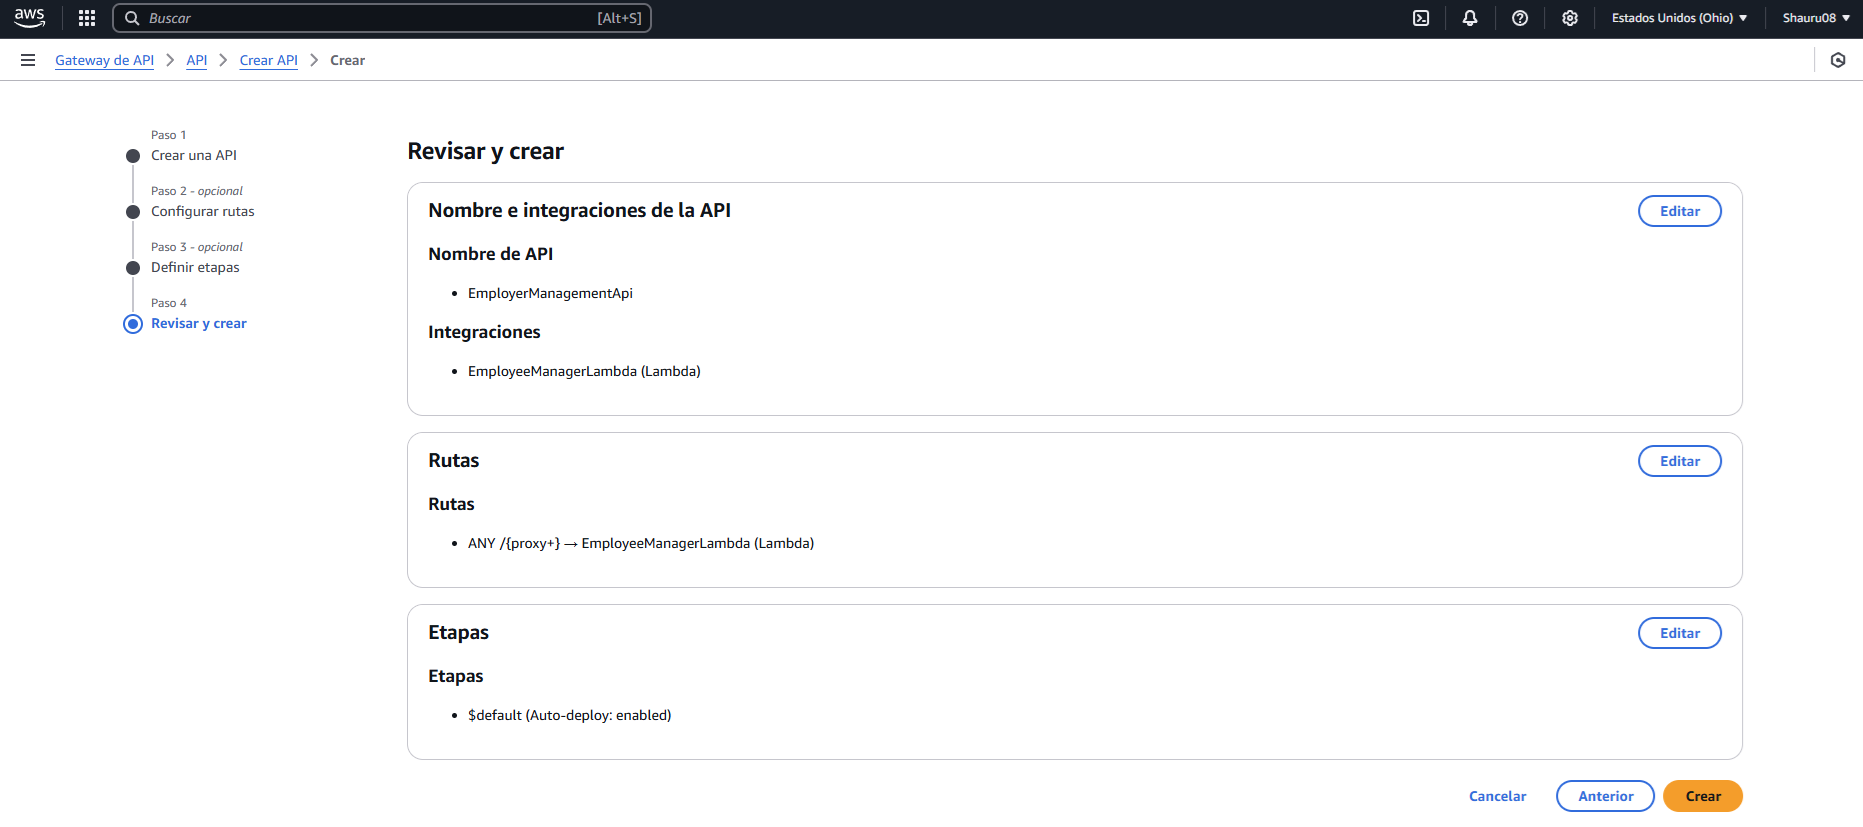 aws
Buscar [Alt+S]
Estados Unidos (Ohio) Shauru08
Gateway de API > API > Crear API > Crear
Paso 1
Crear una API
Paso 2 - opcional
Configurar rutas
Paso 3 - opcional
Definir etapas
Paso 4
Revisar y crear
Revisar y crear
Nombre e integraciones de la API
Editar
Nombre de API
• EmployerManagementApi
Integraciones
• EmployeeManagerLambda (Lambda)
Rutas
Editar
Rutas
• ANY /{proxy+} → EmployeeManagerLambda (Lambda)
Etapas
Editar
Etapas
• $default (Auto-deploy: enabled)
Cancelar
Anterior
Crear